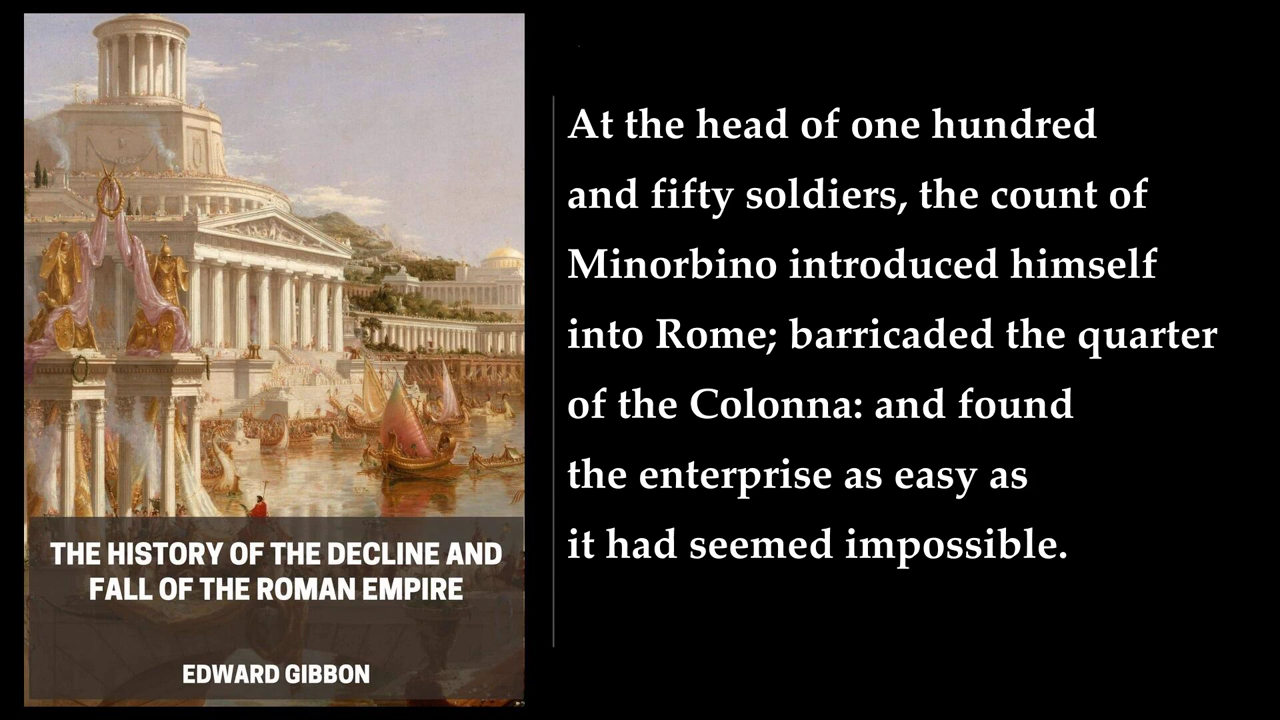 THE HISTORY OF THE DECLINE AND
FALL OF THE ROMAN EMPIRE
EDWARD GIBBON
At the head of one hundred
and fifty soldiers, the count of
Minorbino introduced himself
into Rome; barricaded the quarter
of the Colonna: and found
the enterprise as easy as
it had seemed impossible.